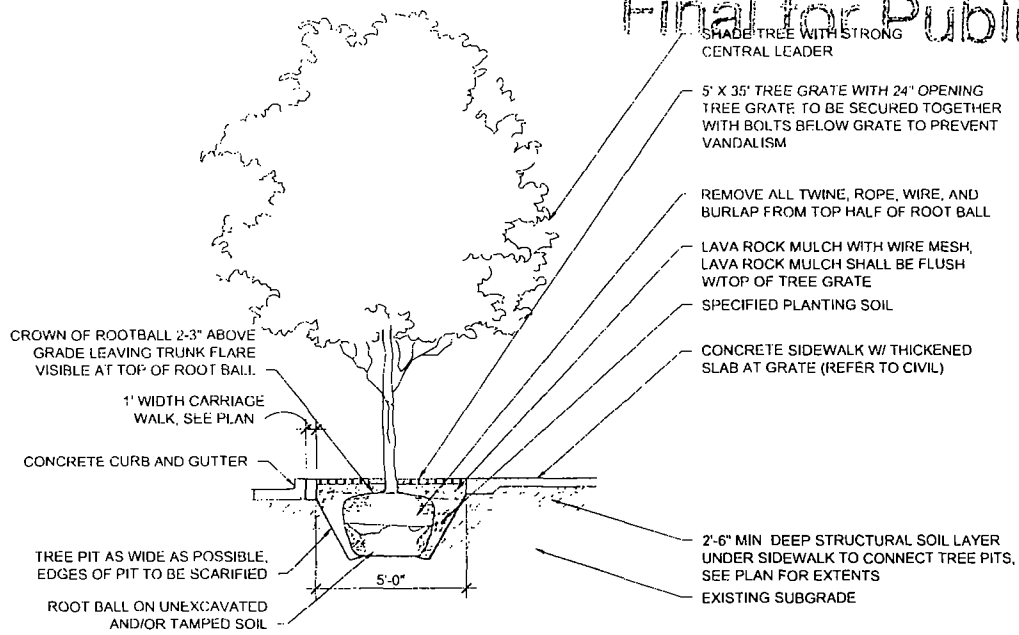 Final for Publi
SHADE TREE WITH STRONG
CENTRAL LEADER
5' X 35' TREE GRATE WITH 24" OPENING
TREE GRATE TO BE SECURED TOGETHER
WITH BOLTS BELOW GRATE TO PREVENT
VANDALISM
REMOVE ALL TWINE, ROPE, WIRE, AND
BURLAP FROM TOP HALF OF ROOT BALL
LAVA ROCK MULCH WITH WIRE MESH,
LAVA ROCK MULCH SHALL BE FLUSH
W/TOP OF TREE GRATE
SPECIFIED PLANTING SOIL
CONCRETE SIDEWALK W/ THICKENED
SLAB AT GRATE (REFER TO CIVIL)
2'-6" MIN DEEP STRUCTURAL SOIL LAYER
UNDER SIDEWALK TO CONNECT TREE PITS,
SEE PLAN FOR EXTENTS
EXISTING SUBGRADE
CROWN OF ROOTBALL 2-3" ABOVE
GRADE LEAVING TRUNK FLARE
VISIBLE AT TOP OF ROOT BALL
1' WIDTH CARRIAGE
WALK, SEE PLAN
CONCRETE CURB AND GUTTER
TREE PIT AS WIDE AS POSSIBLE,
EDGES OF PIT TO BE SCARIFIED
ROOT BALL ON UNEXCAVATED
AND/OR TAMPED SOIL
5'-0"